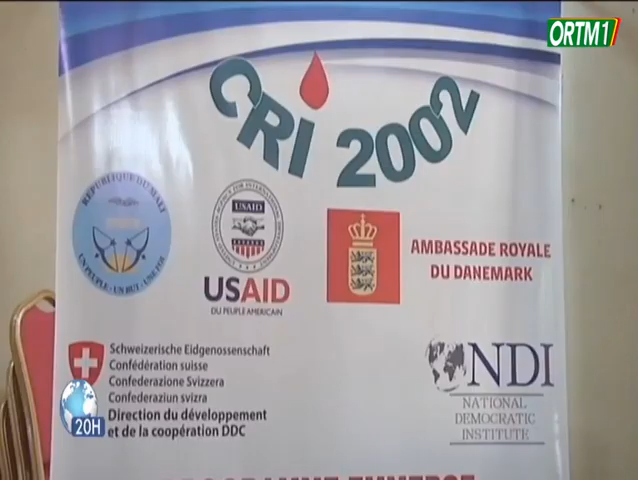 ORTM1
CRI 2002
REPUBLIQUE DU MALI
UN PEUPLE - UN BUT - UNE FOI
USAID
USAID
DU PEUPLE AMERICAIN
AMBASSADE ROYALE
DU DANEMARK
Schweizerische Eidgenossenschaft
Confédération suisse
Confederazione Svizzera
Confederaziun svizra
Direction du développement
et de la coopération DDC
20H
NDI
NATIONAL
DEMOCRATIC
INSTITUTE